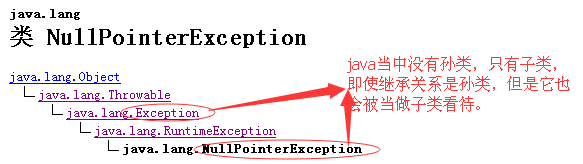 java.lang
类 NullPointerException
java.lang.Object
java.lang.Throwable
java.lang.Exception
java.lang.RuntimeException
java.lang.NullPointerException
java当中没有孙类，只有子类，
即使继承关系是孙类，但是它也
会被当做子类看待。